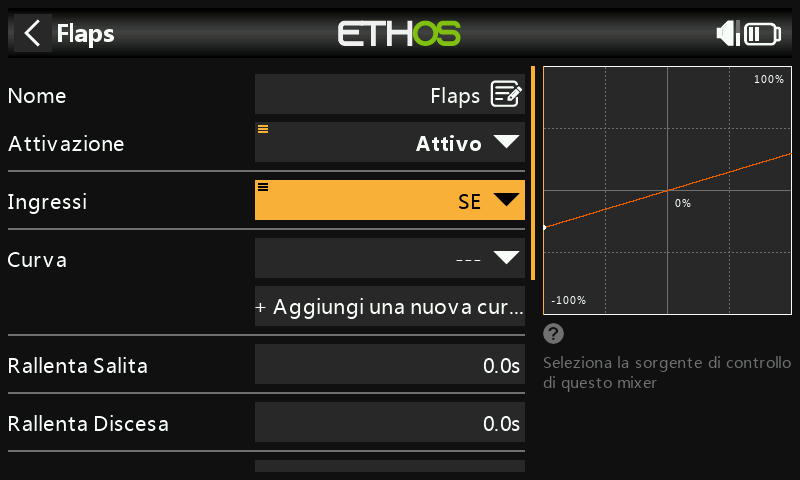 Flaps
ETHOS
Nome
Flaps
Attivazione
Attivo
Ingressi
SE
Curva
---
+ Aggiungi una nuova cur...
Rallenta Salita
0.0s
Rallenta Discesa
0.0s
100%
0%
-100%
?
Seleziona la sorgente di controllo
di questo mixer